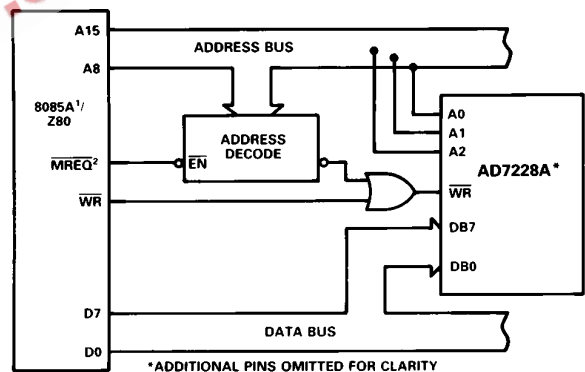 A15
ADDRESS BUS
A8
8085A¹/
Z80
ADDRESS
DECODE
MREQ²
EN
WR
A0
A1
A2
AD7228A*
WR
DB7
DB0
D7
DATA BUS
D0
*ADDITIONAL PINS OMITTED FOR CLARITY